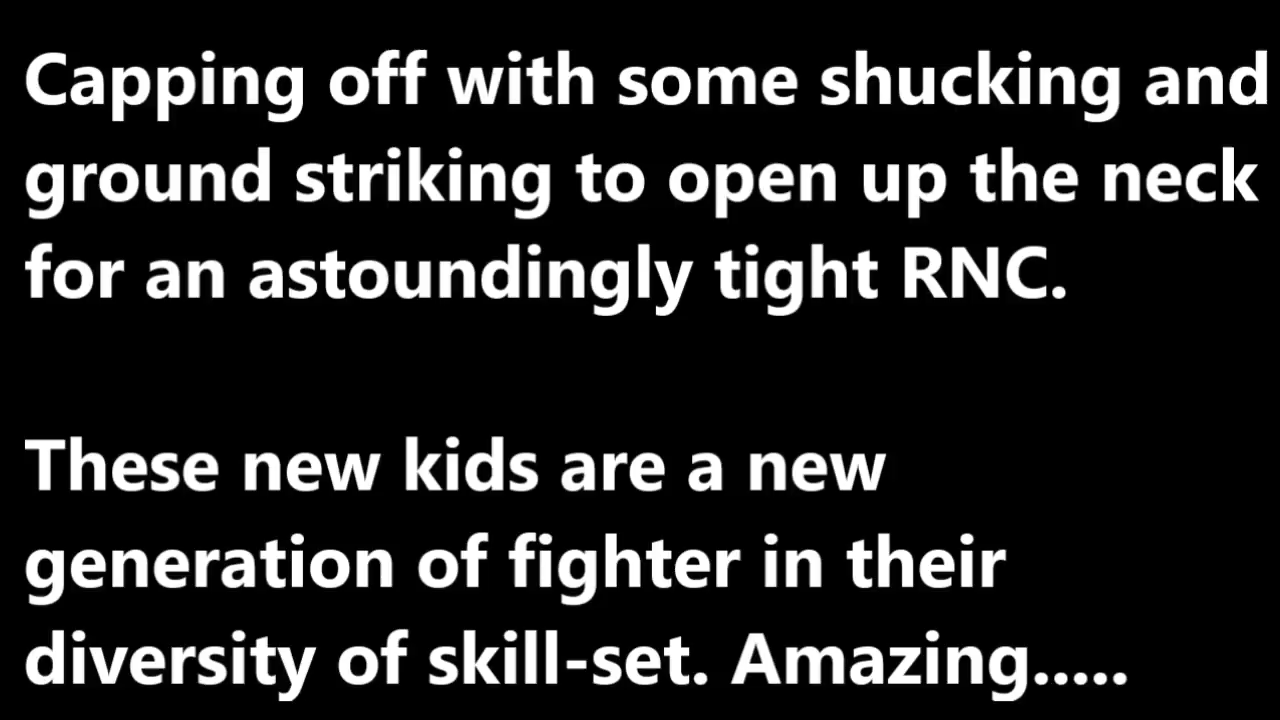 Capping off with some shucking and
ground striking to open up the neck
for an astoundingly tight RNC.
These new kids are a new
generation of fighter in their
diversity of skill-set. Amazing.....